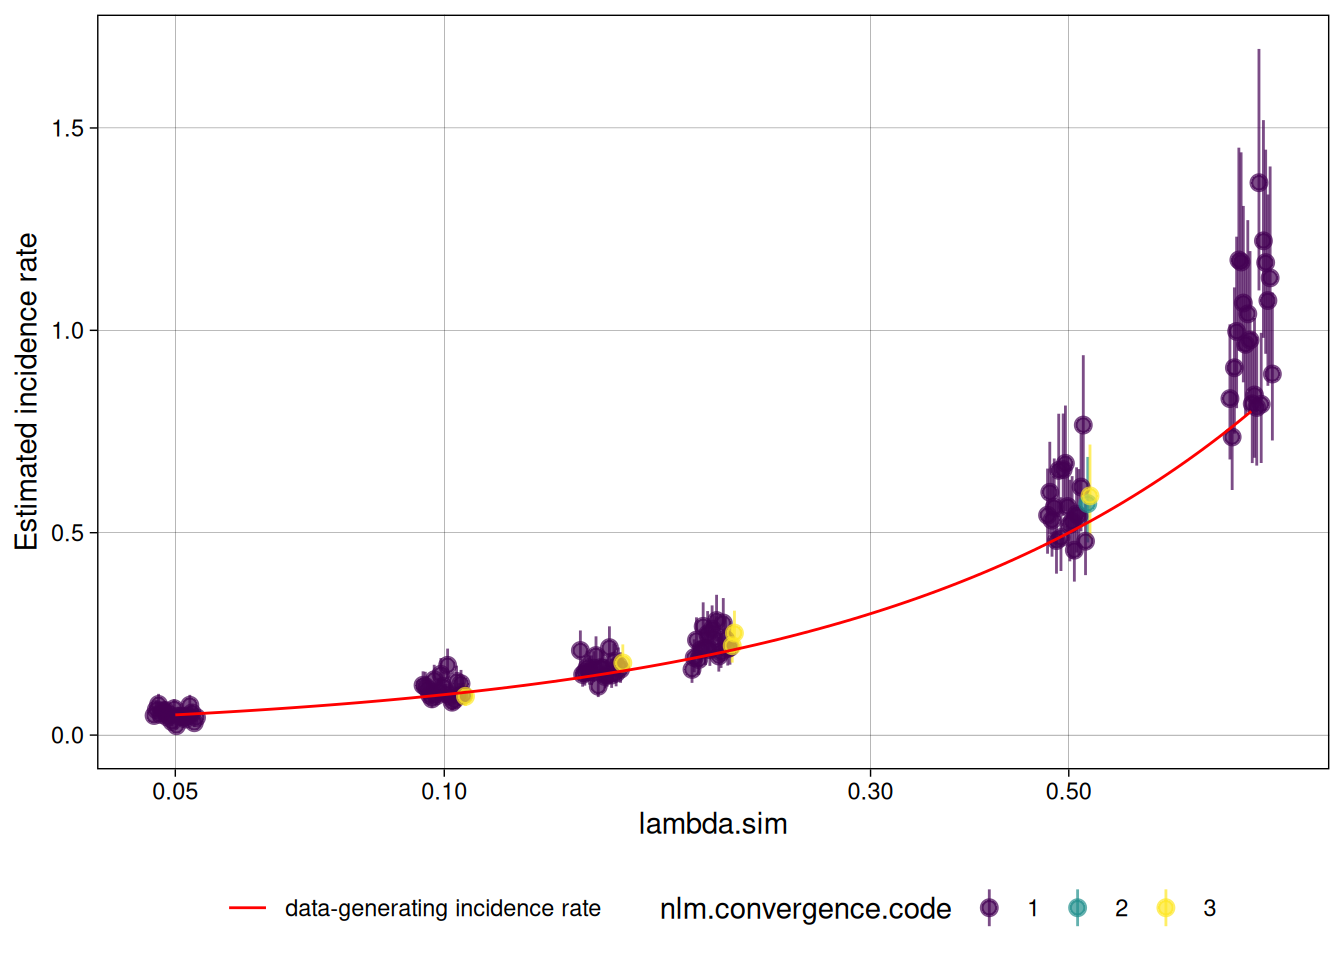 Estimated incidence rate
1.5
1.0
0.5
0.0
0.05 0.10 0.30 0.50
lambda.sim
data-generating incidence rate nlm.convergence.code 1 2 3